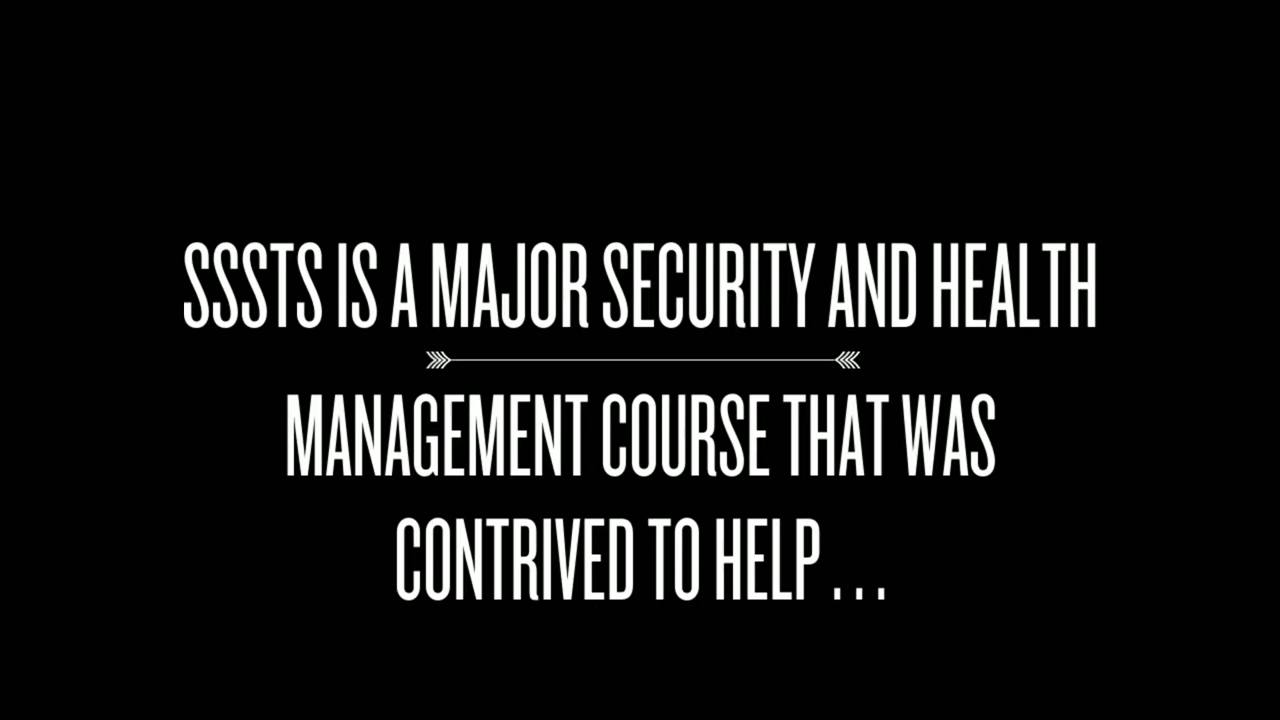 SSSTS IS A MAJOR SECURITY AND HEALTH
MANAGEMENT COURSE THAT WAS
CONTRIVED TO HELP . . .